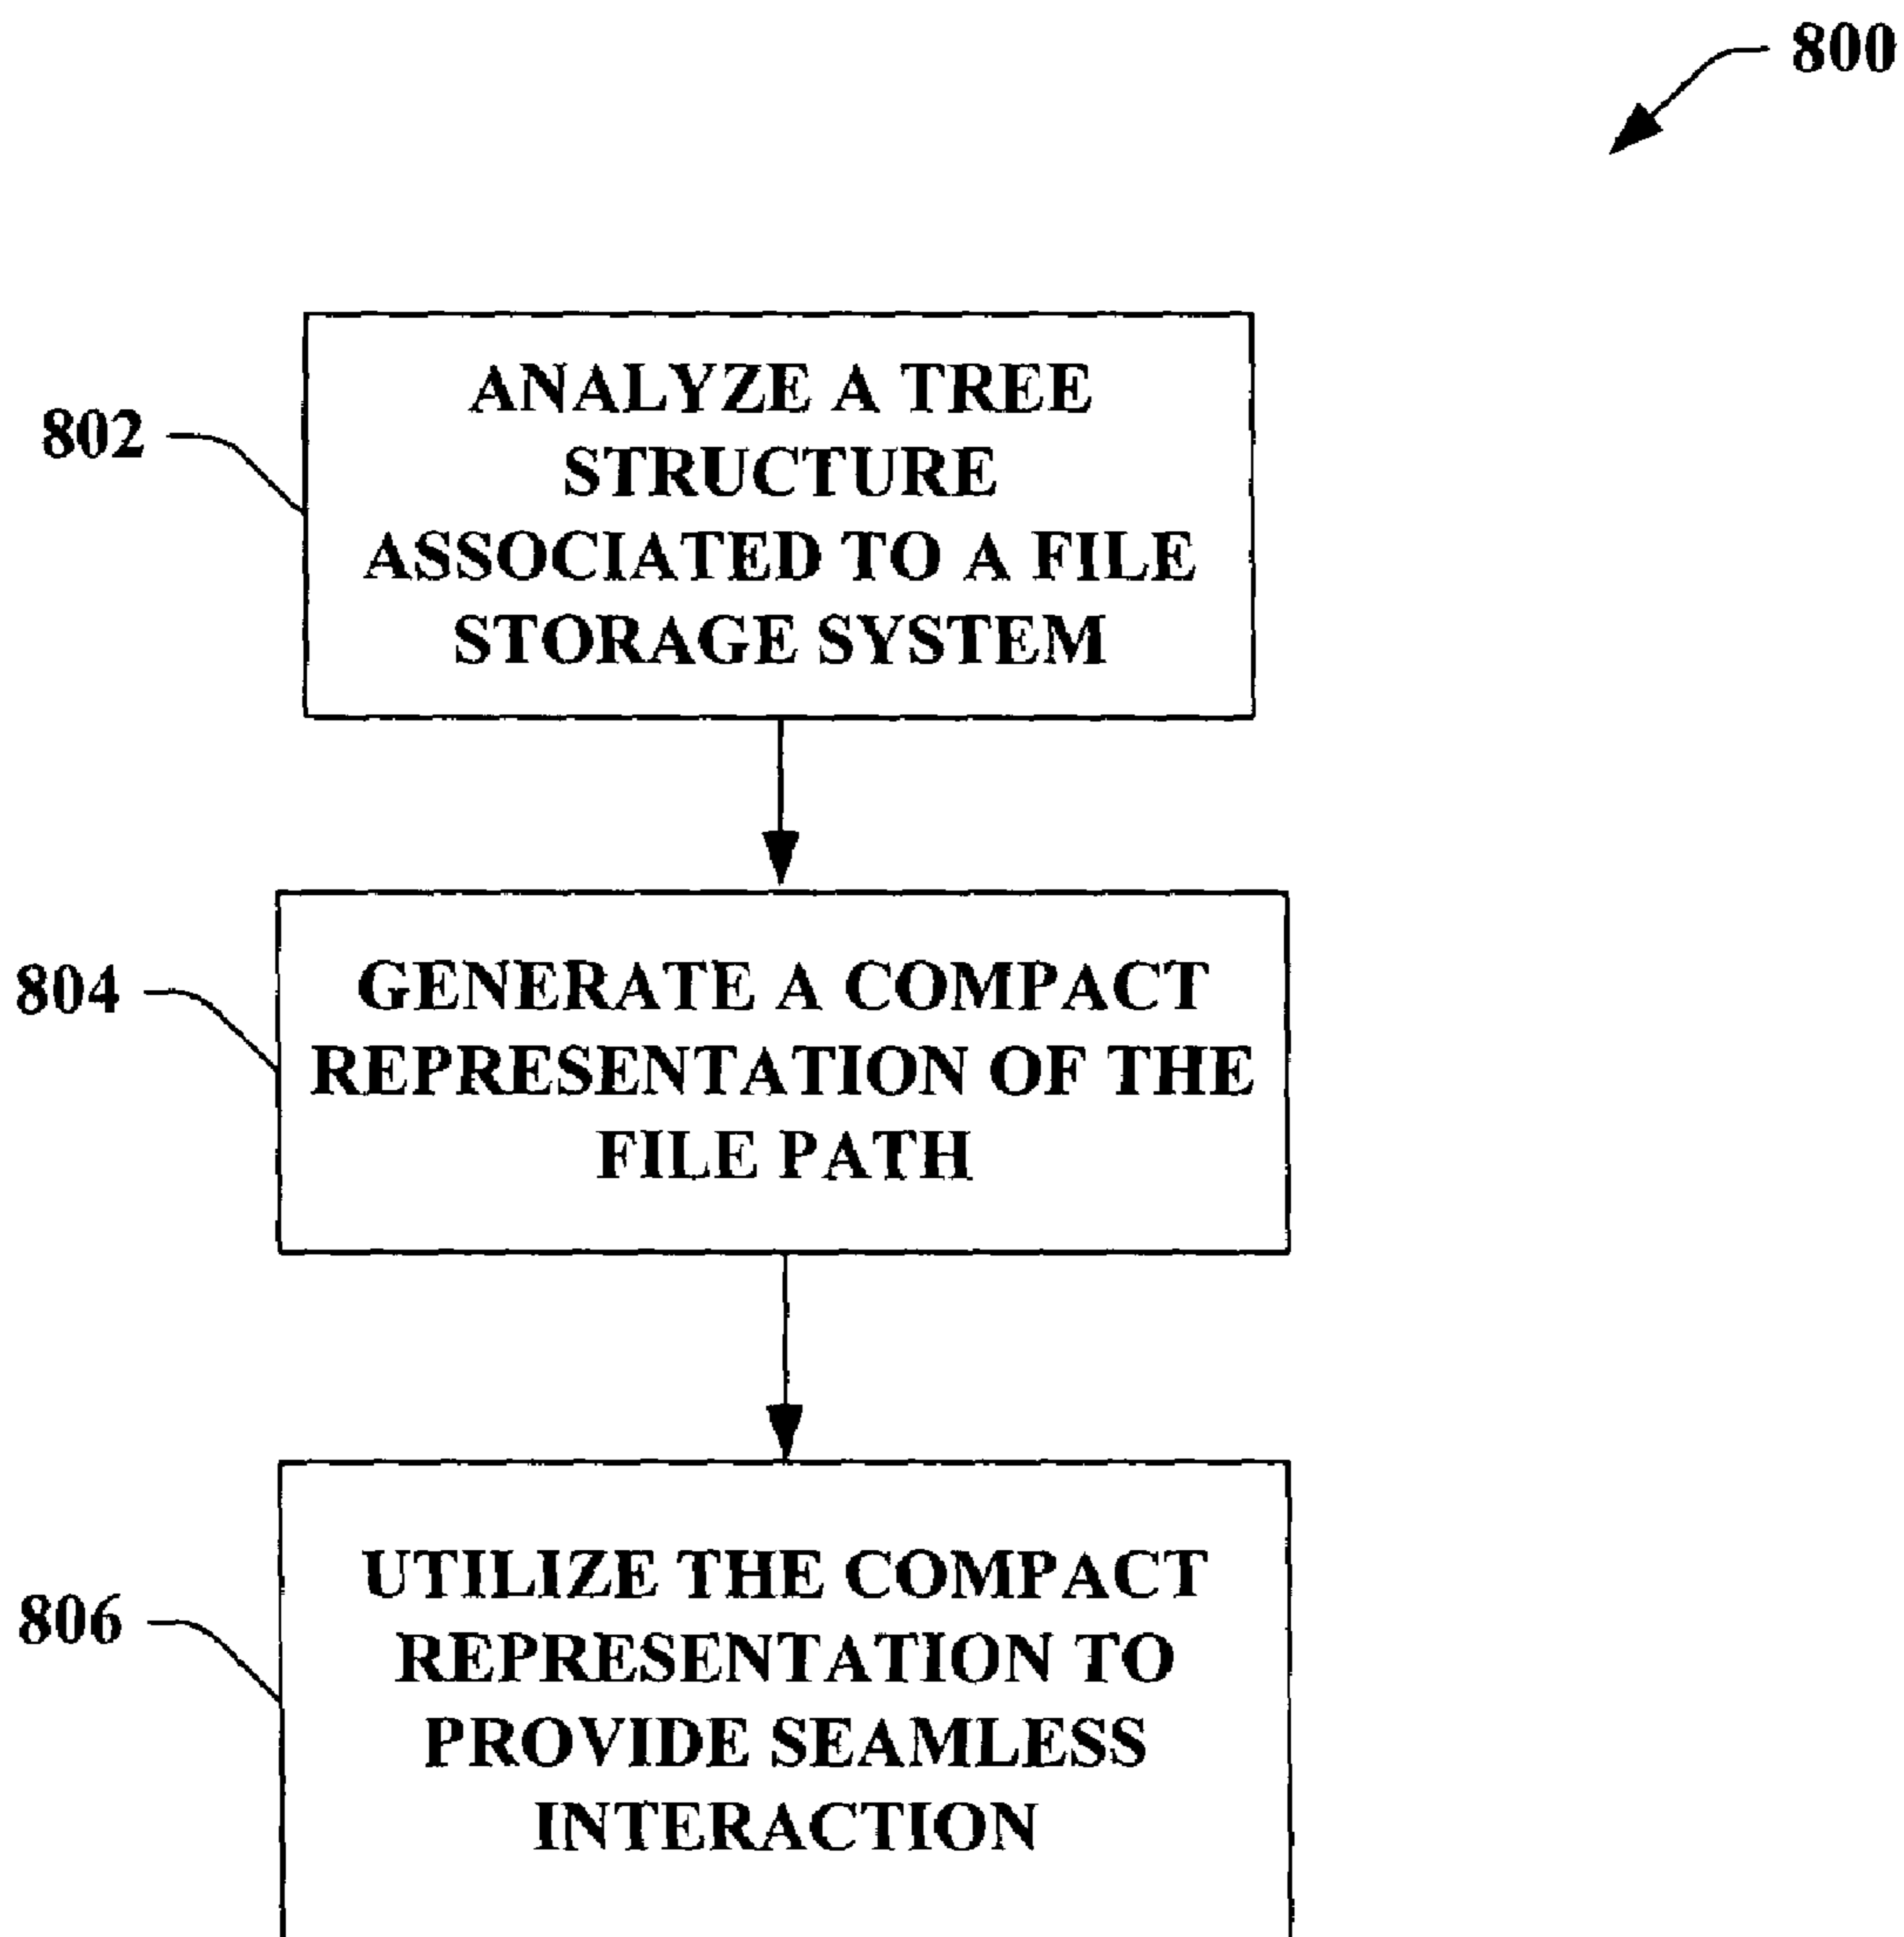 800
802
ANALYZE A TREE
STRUCTURE
ASSOCIATED TO A FILE
STORAGE SYSTEM
804
GENERATE A COMPACT
REPRESENTATION OF THE
FILE PATH
806
UTILIZE THE COMPACT
REPRESENTATION TO
PROVIDE SEAMLESS
INTERACTION